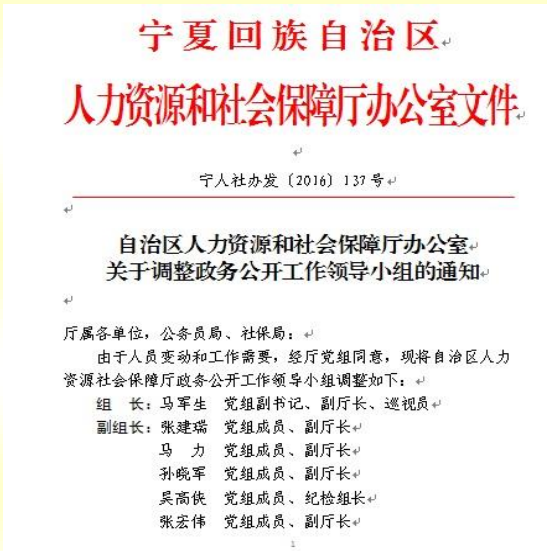 宁夏回族自治区
人力资源和社会保障厅办公室文件
宁人社办发〔2016〕137号
自治区人力资源和社会保障厅办公室
关于调整政务公开工作领导小组的通知
厅属各单位，公务员局、社保局：
由于人员变动和工作需要，经厅党组同意，现将自治区人力
资源社会保障厅政务公开工作领导小组调整如下：
组　长：马军生　党组副书记、副厅长、巡视员
副组长：张建瑞　党组成员、副厅长
马　力　党组成员、副厅长
孙晓军　党组成员、副厅长
吴高侠　党组成员、纪检组长
张宏伟　党组成员、副厅长
1